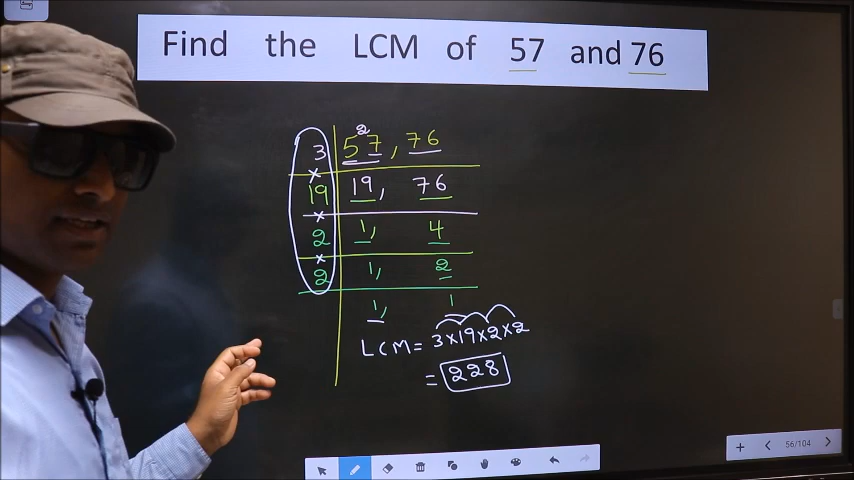 Find the LCM of 57 and 76
2
3 57, 76
×
19 19, 76
×
2 1, 4
×
2 1, 2
1, 1
LCM = 3×19×2×2
= 228
56/104